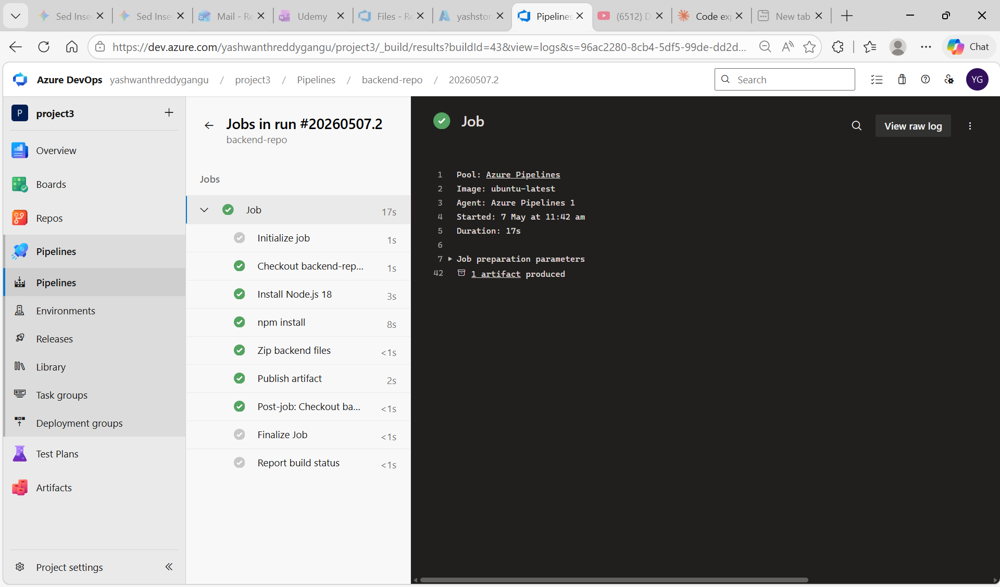 Sed Inse
Sed Inse
Mail - Re
Udemy
Files - Re
yashstor
Pipelines
(6512) D
Code exp
New tab
https://dev.azure.com/yashwanthreddygangu/project3/_build/results?buildId=43&view=logs&s=96ac2280-8cb4-5df5-99de-dd2d...
Chat
Azure DevOps yashwanthreddygangu / project3 / Pipelines / backend-repo / 20260507.2
Search
YG
P project3
Overview
Boards
Repos
Pipelines
Pipelines
Environments
Releases
Library
Task groups
Deployment groups
Test Plans
Artifacts
Project settings
Jobs in run #20260507.2
backend-repo
Jobs
Job 17s
Initialize job 1s
Checkout backend-rep... 1s
Install Node.js 18 3s
npm install 8s
Zip backend files <1s
Publish artifact 2s
Post-job: Checkout ba... <1s
Finalize Job <1s
Report build status <1s
Job
View raw log
1 Pool: Azure Pipelines
2 Image: ubuntu-latest
3 Agent: Azure Pipelines 1
4 Started: 7 May at 11:42 am
5 Duration: 17s
6
7 Job preparation parameters
42 1 artifact produced